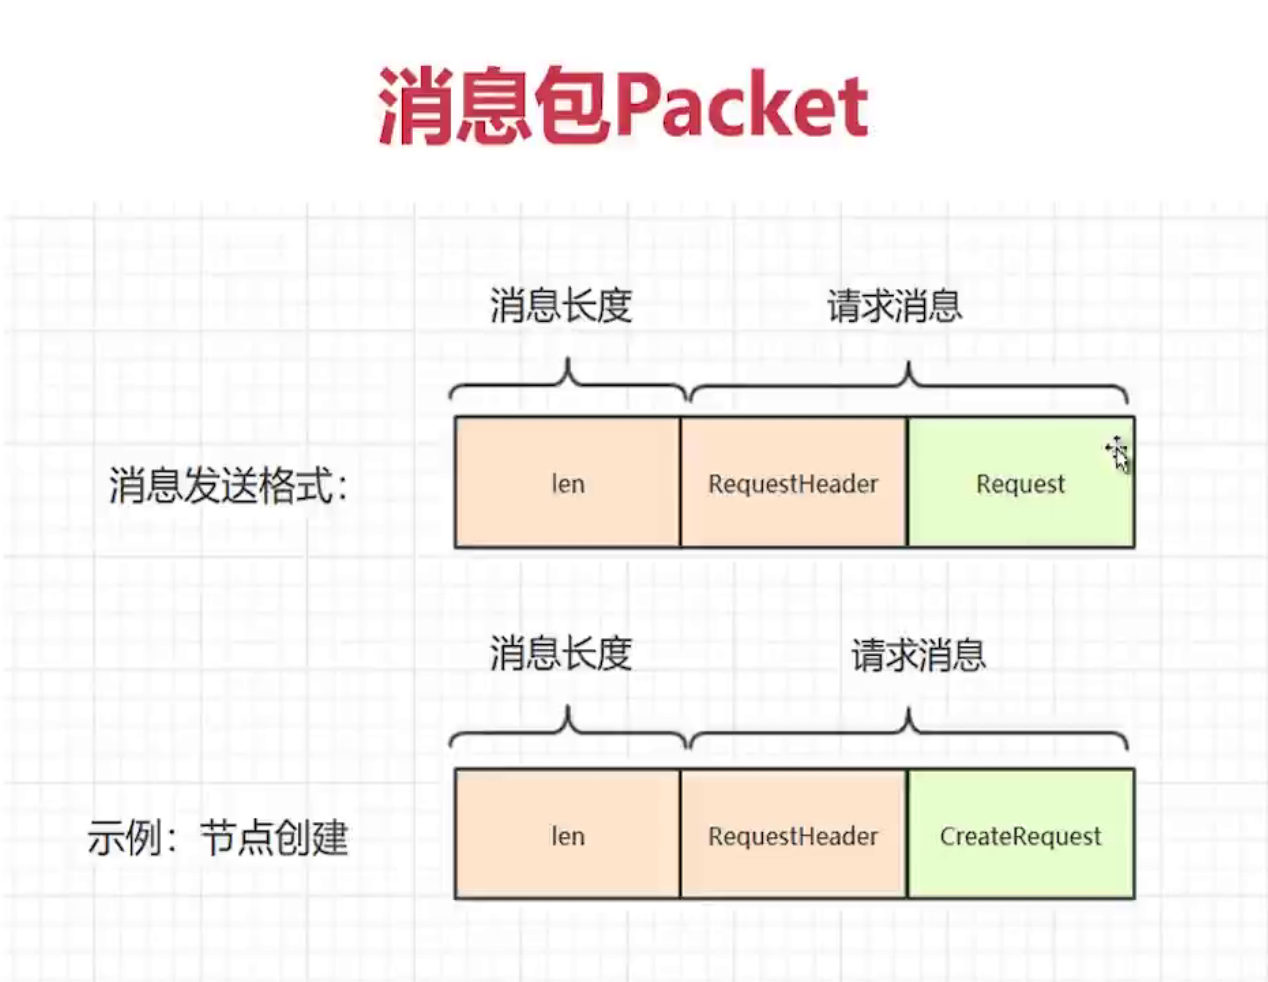 消息包Packet
消息长度
请求消息
消息发送格式：
len
RequestHeader
Request
消息长度
请求消息
示例：节点创建
len
RequestHeader
CreateRequest